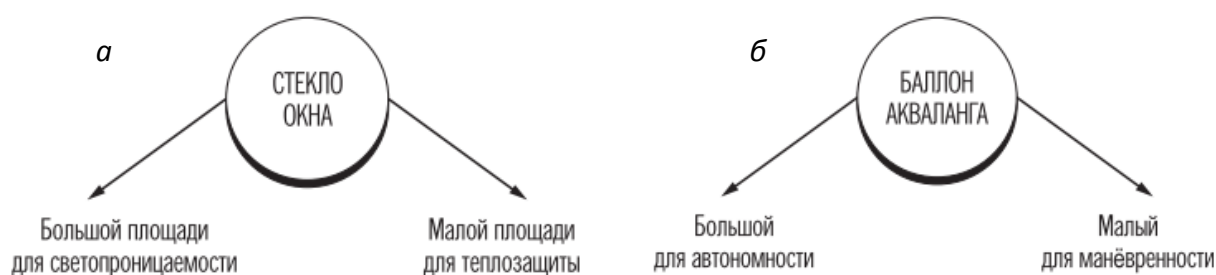 а
СТЕКЛО
ОКНА
Большой площади
для светопроницаемости
Малой площади
для теплозащиты
б
БАЛЛОН
АКВАЛАНГА
Большой
для автономности
Малый
для манёвренности